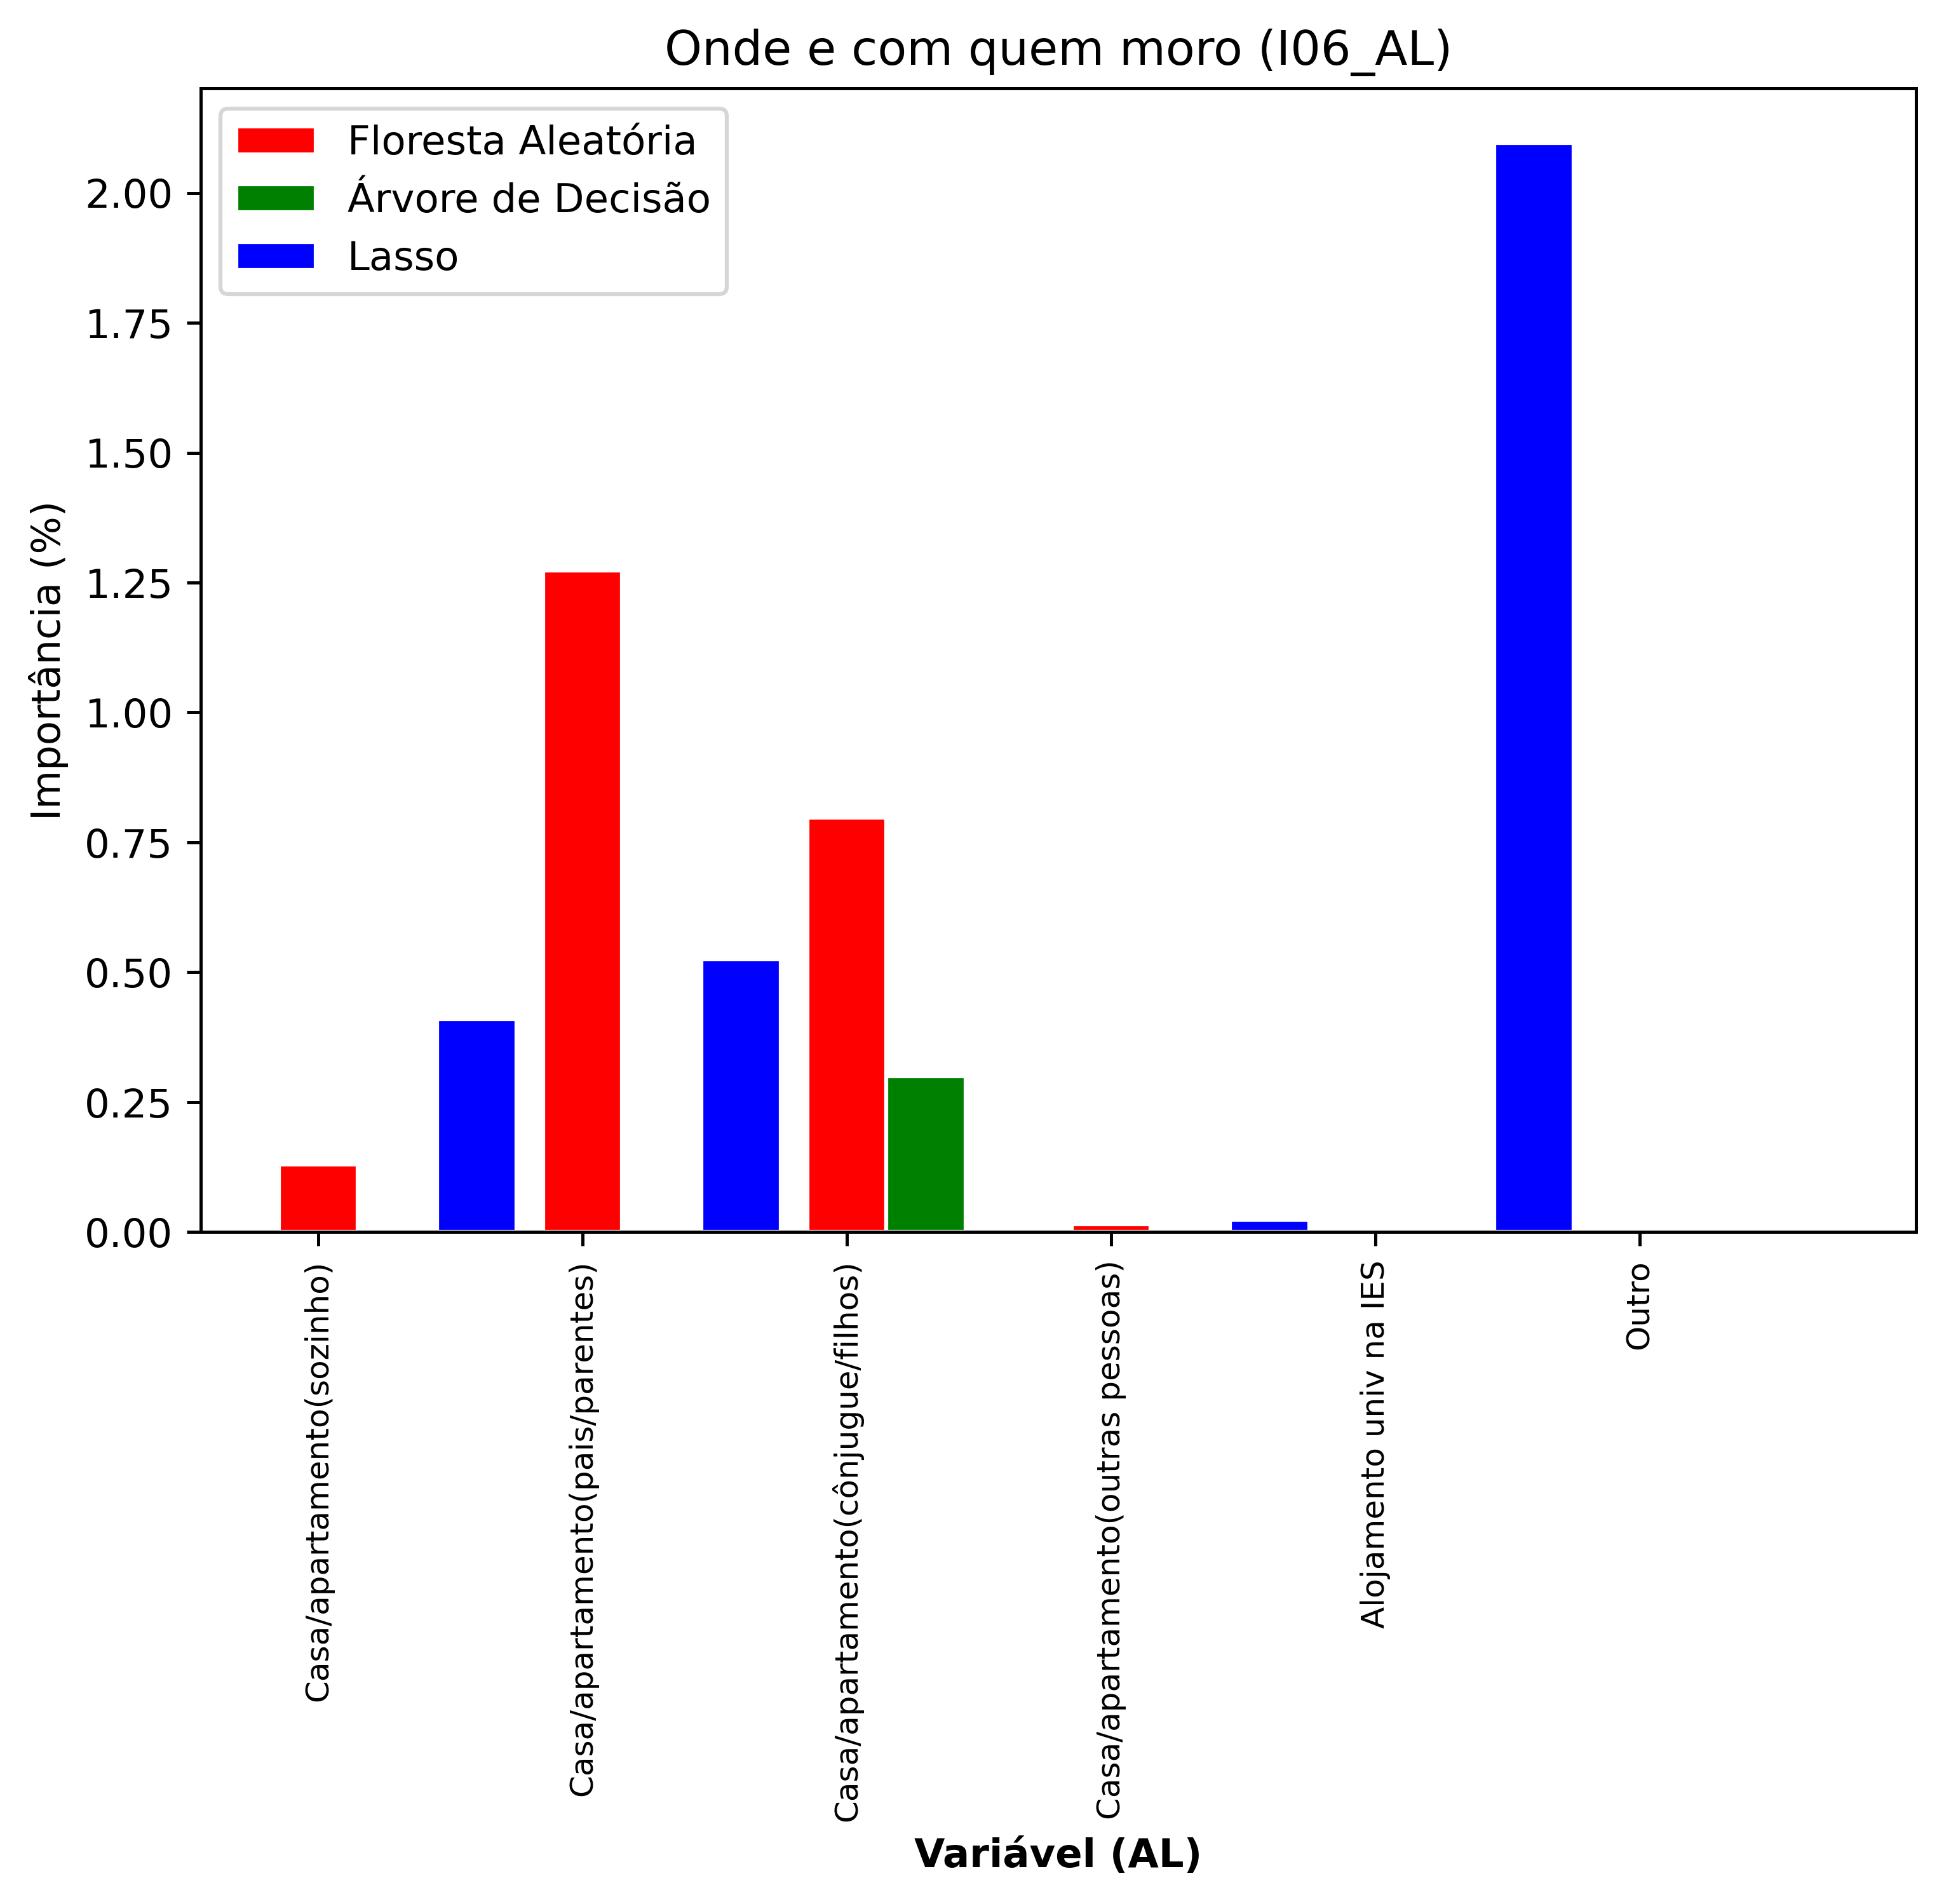 Onde e com quem moro (I06_AL)
Floresta Aleatória
Árvore de Decisão
Lasso
Importância (%)
2.00
1.75
1.50
1.25
1.00
0.75
0.50
0.25
0.00
Casa/apartamento(sozinho)
Casa/apartamento(pais/parentes)
Casa/apartamento(cônjugue/filhos)
Casa/apartamento(outras pessoas)
Alojamento univ na IES
Outro
Variável (AL)